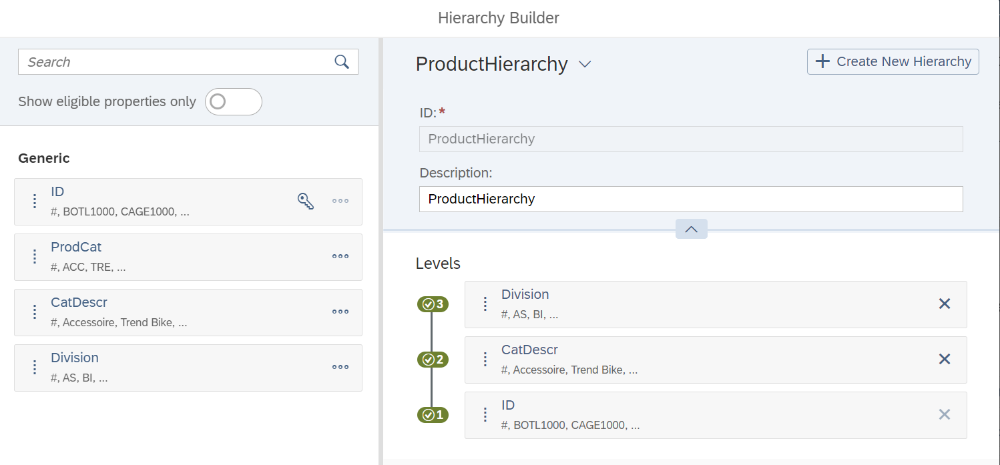 Hierarchy Builder
Search
Show eligible properties only
Generic
ID
#, BOTL1000, CAGE1000, ...
ProdCat
#, ACC, TRE, ...
CatDescr
#, Accessoire, Trend Bike, ...
Division
#, AS, BI, ...
ProductHierarchy
Create New Hierarchy
ID:*
ProductHierarchy
Description:
ProductHierarchy
Levels
3
Division
#, AS, BI, ...
2
CatDescr
#, Accessoire, Trend Bike, ...
1
ID
#, BOTL1000, CAGE1000, ...